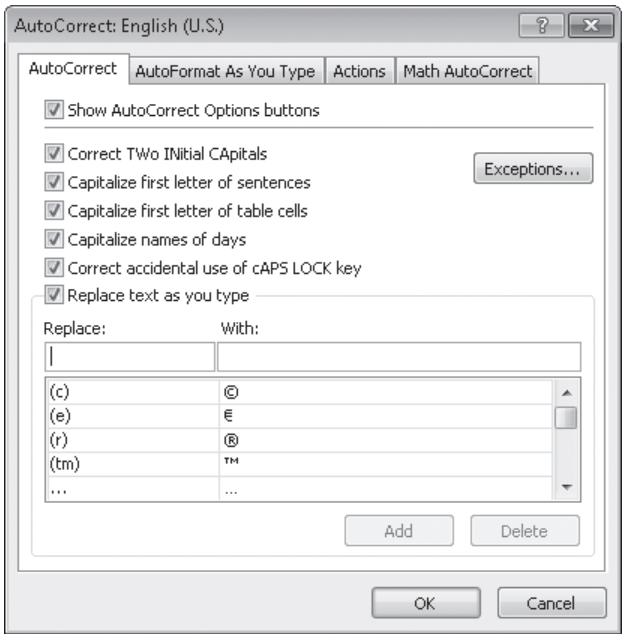 AutoCorrect: English (U.S.)
AutoCorrect AutoFormat As You Type Actions Math AutoCorrect
Show AutoCorrect Options buttons
Correct TWo INitial CApitals
Exceptions...
Capitalize first letter of sentences
Capitalize first letter of table cells
Capitalize names of days
Correct accidental use of cAPS LOCK key
Replace text as you type
Replace: With:
(c) ©
(e) €
(r) ®
(tm) ™
... ...
Add Delete
OK Cancel